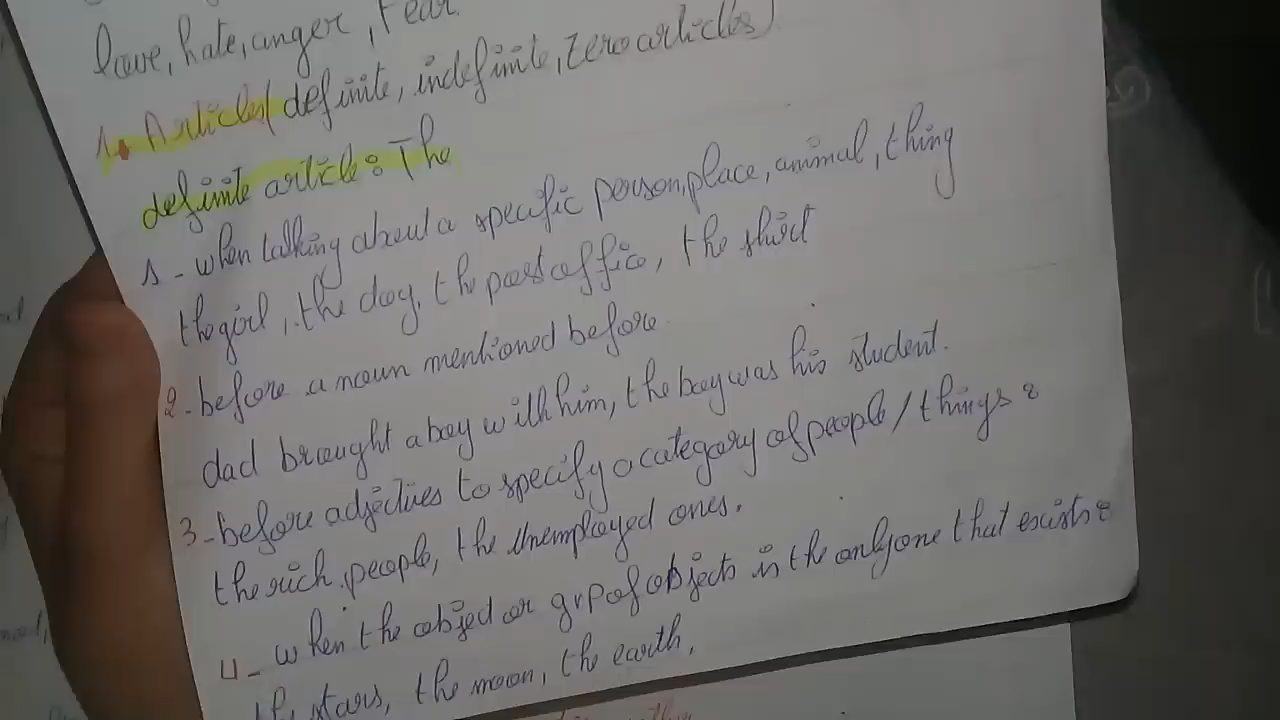 love, hate, anger, fear.
1. Articles (definite, indefinite, zero articles)
definite article: The
1 - when talking about a specific person, place, animal, thing
the girl, the dog, the post office, the shirt
2 - before a noun mentioned before
dad brought a boy with him, the boy was his student.
3 - before adjectives to specify a category of people / things:
the rich people, the unemployed ones.
4 - when the object or grp of objects is the only one that exists:
the stars, the moon, the earth,